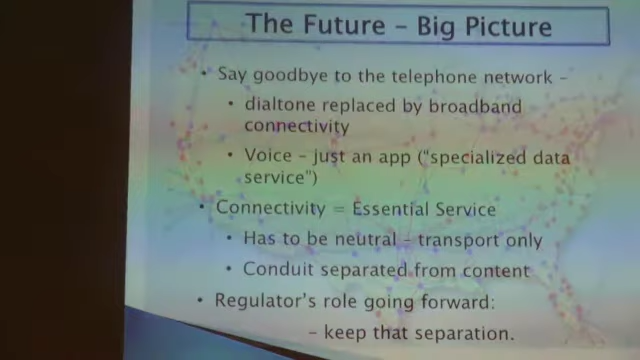 The Future – Big Picture
• Say goodbye to the telephone network –
• dialtone replaced by broadband
connectivity
• Voice – just an app ("specialized data
service")
• Connectivity = Essential Service
• Has to be neutral – transport only
• Conduit separated from content
• Regulator's role going forward:
– keep that separation.